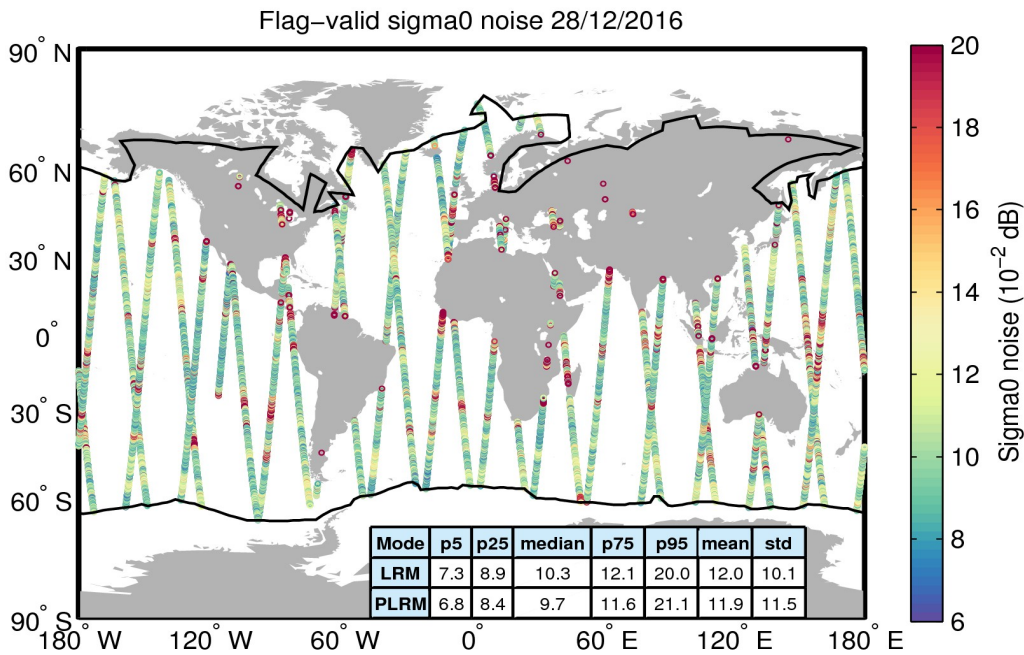 Flag−valid sigma0 noise 28/12/2016
90° N
60° N
30° N
0°
30° S
60° S
90° S
180° W 120° W 60° W 0° 60° E 120° E 180° E
Mode p5 p25 median p75 p95 mean std
LRM 7.3 8.9 10.3 12.1 20.0 12.0 10.1
PLRM 6.8 8.4 9.7 11.6 21.1 11.9 11.5
20
18
16
14
12
10
8
6
Sigma0 noise (10⁻² dB)